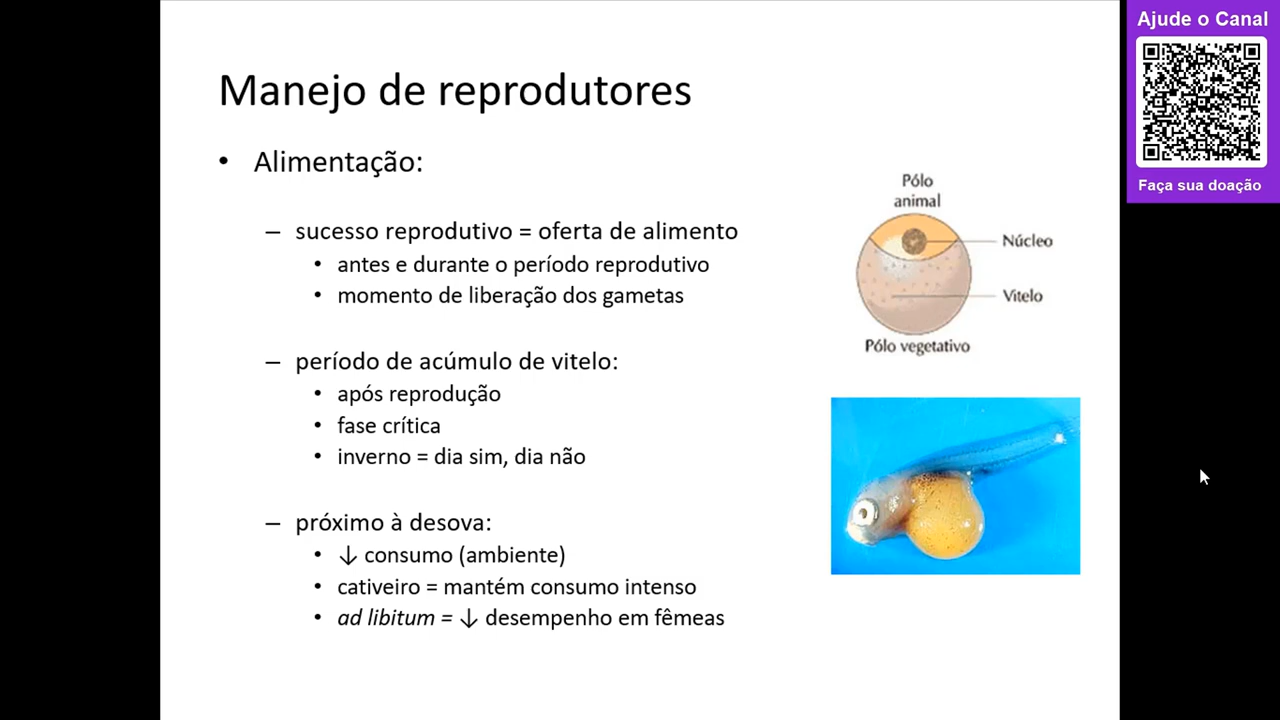 Manejo de reprodutores
• Alimentação:
– sucesso reprodutivo = oferta de alimento
• antes e durante o período reprodutivo
• momento de liberação dos gametas
– período de acúmulo de vitelo:
• após reprodução
• fase crítica
• inverno = dia sim, dia não
– próximo à desova:
• ↓ consumo (ambiente)
• cativeiro = mantém consumo intenso
• ad libitum = ↓ desempenho em fêmeas
Pólo
animal
Núcleo
Vitelo
Pólo vegetativo
Ajude o Canal
Faça sua doação